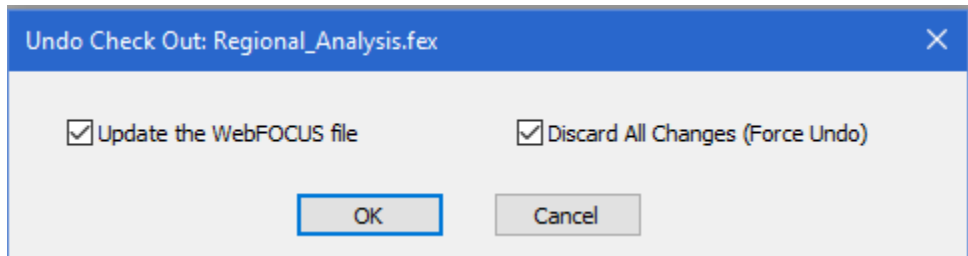 Undo Check Out: Regional_Analysis.fex
Update the WebFOCUS file Discard All Changes (Force Undo)
OK Cancel